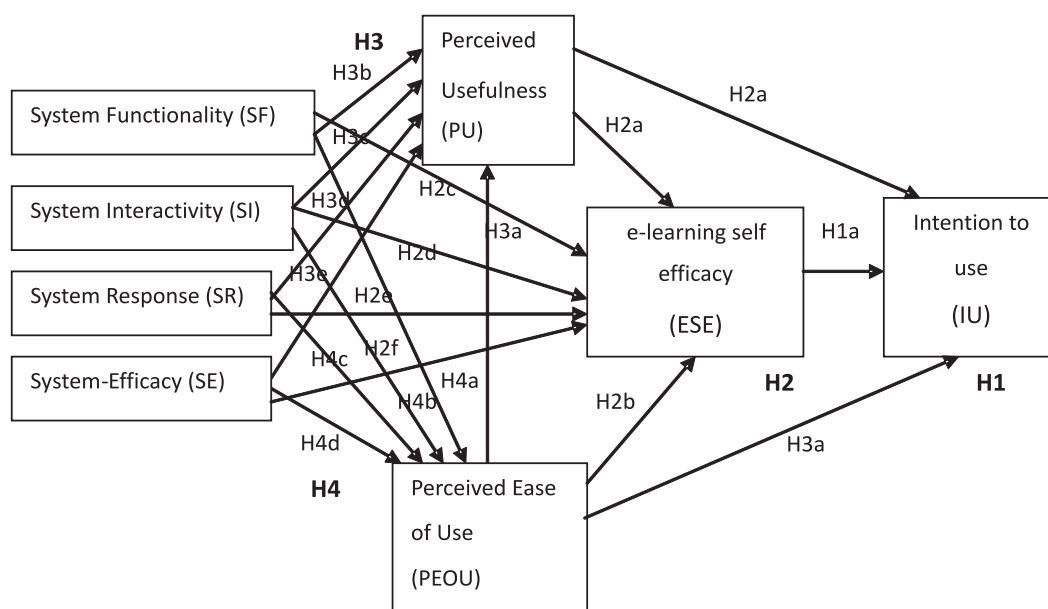 H3
Perceived
Usefulness
(PU)
H3b
H2a
System Functionality (SF)
H3c
H2a
H2c
System Interactivity (SI)
H3d
H3a
H2d
e-learning self
efficacy
(ESE)
H1a
Intention to
use
(IU)
H3e
System Response (SR)
H2e
H4c
H2f
System-Efficacy (SE)
H4a
H4b
H2
H1
H2b
H4d
H3a
H4
Perceived Ease
of Use
(PEOU)